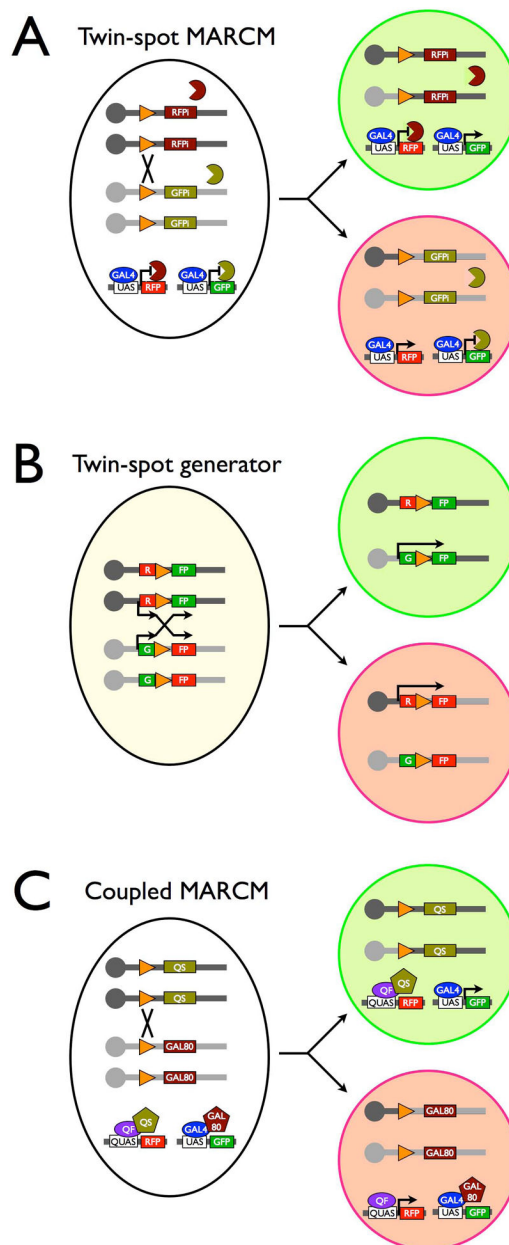 A
Twin-spot MARCM
RFPi
RFPi
GFPi
GFPi
GAL4 GAL4
UAS RFP UAS GFP
RFPi
RFPi
GAL4 GAL4
UAS RFP UAS GFP
GFPi
GFPi
GAL4 GAL4
UAS RFP UAS GFP
B
Twin-spot generator
R FP
R FP
G FP
G FP
R FP
G FP
R FP
G FP
C
Coupled MARCM
QS
QS
GAL80
GAL80
QF QS GAL4 GAL 80
QUAS RFP UAS GFP
QS
QS
QF QS GAL4
QUAS RFP UAS GFP
GAL80
GAL80
QF GAL4 GAL 80
QUAS RFP UAS GFP